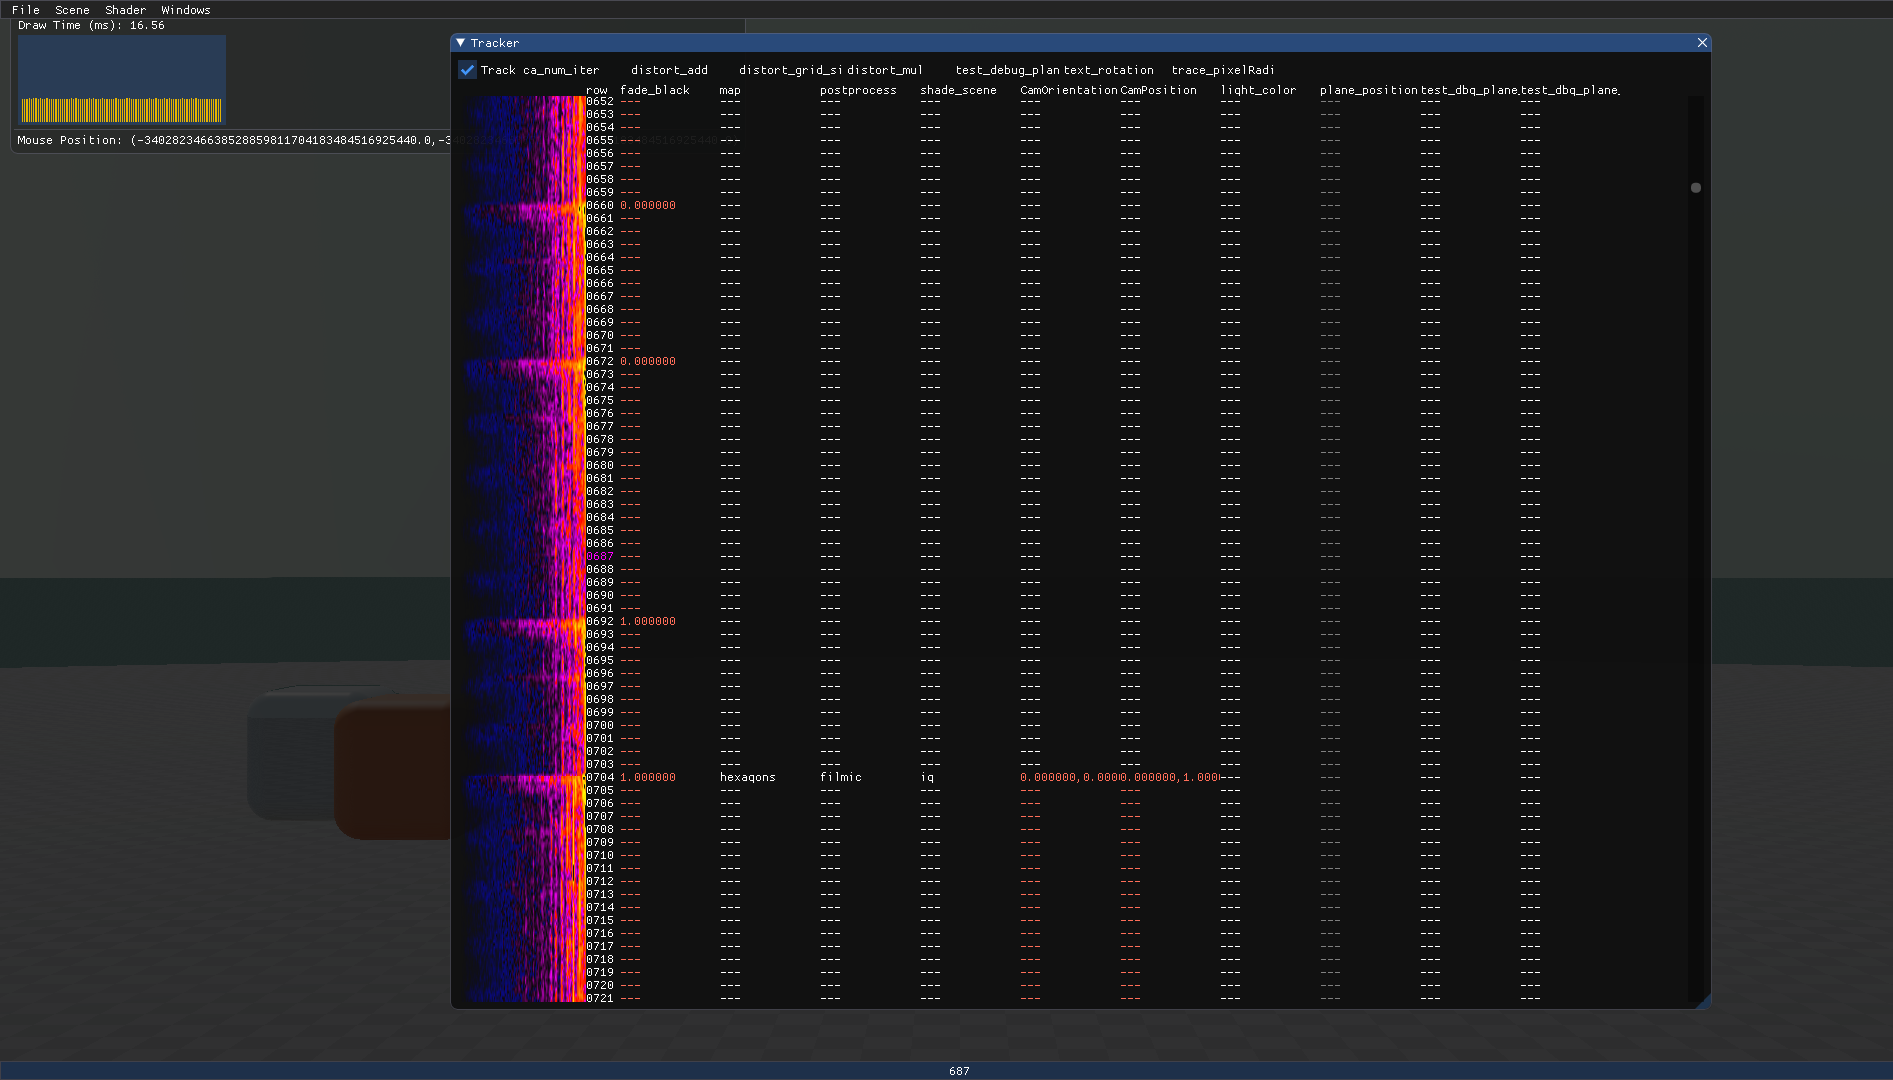 File Scene Shader Windows
Draw Time (ms): 16.56
Tracker
Track ca_num_iter distort_add distort_grid_si distort_mul test_debug_plan text_rotation trace_pixelRadi
row fade_black map postprocess shade_scene CamOrientation CamPosition light_color plane_position test_dbg_plane_ test_dbg_plane_
0652 --- --- --- --- --- --- --- --- --- ---
0653 --- --- --- --- --- --- --- --- --- ---
0654 --- --- --- --- --- --- --- --- --- ---
Mouse Position: (-340282346638528859811704183484516925440.0,-3
0655 --- --- --- --- --- --- --- --- --- ---
0656 --- --- --- --- --- --- --- --- --- ---
0657 --- --- --- --- --- --- --- --- --- ---
0658 --- --- --- --- --- --- --- --- --- ---
0659 --- --- --- --- --- --- --- --- --- ---
0660 0.000000 --- --- --- --- --- --- --- --- ---
0661 --- --- --- --- --- --- --- --- --- ---
0662 --- --- --- --- --- --- --- --- --- ---
0663 --- --- --- --- --- --- --- --- --- ---
0664 --- --- --- --- --- --- --- --- --- ---
0665 --- --- --- --- --- --- --- --- --- ---
0666 --- --- --- --- --- --- --- --- --- ---
0667 --- --- --- --- --- --- --- --- --- ---
0668 --- --- --- --- --- --- --- --- --- ---
0669 --- --- --- --- --- --- --- --- --- ---
0670 --- --- --- --- --- --- --- --- --- ---
0671 --- --- --- --- --- --- --- --- --- ---
0672 0.000000 --- --- --- --- --- --- --- --- ---
0673 --- --- --- --- --- --- --- --- --- ---
0674 --- --- --- --- --- --- --- --- --- ---
0675 --- --- --- --- --- --- --- --- --- ---
0676 --- --- --- --- --- --- --- --- --- ---
0677 --- --- --- --- --- --- --- --- --- ---
0678 --- --- --- --- --- --- --- --- --- ---
0679 --- --- --- --- --- --- --- --- --- ---
0680 --- --- --- --- --- --- --- --- --- ---
0681 --- --- --- --- --- --- --- --- --- ---
0682 --- --- --- --- --- --- --- --- --- ---
0683 --- --- --- --- --- --- --- --- --- ---
0684 --- --- --- --- --- --- --- --- --- ---
0685 --- --- --- --- --- --- --- --- --- ---
0686 --- --- --- --- --- --- --- --- --- ---
0687 --- --- --- --- --- --- --- --- --- ---
0688 --- --- --- --- --- --- --- --- --- ---
0689 --- --- --- --- --- --- --- --- --- ---
0690 --- --- --- --- --- --- --- --- --- ---
0691 --- --- --- --- --- --- --- --- --- ---
0692 1.000000 --- --- --- --- --- --- --- --- ---
0693 --- --- --- --- --- --- --- --- --- ---
0694 --- --- --- --- --- --- --- --- --- ---
0695 --- --- --- --- --- --- --- --- --- ---
0696 --- --- --- --- --- --- --- --- --- ---
0697 --- --- --- --- --- --- --- --- --- ---
0698 --- --- --- --- --- --- --- --- --- ---
0699 --- --- --- --- --- --- --- --- --- ---
0700 --- --- --- --- --- --- --- --- --- ---
0701 --- --- --- --- --- --- --- --- --- ---
0702 --- --- --- --- --- --- --- --- --- ---
0703 --- --- --- --- --- --- --- --- --- ---
0704 1.000000 hexagons filmic iq 0.000000,0.000 0.000000,1.000 --- --- --- ---
0705 --- --- --- --- --- --- --- --- --- ---
0706 --- --- --- --- --- --- --- --- --- ---
0707 --- --- --- --- --- --- --- --- --- ---
0708 --- --- --- --- --- --- --- --- --- ---
0709 --- --- --- --- --- --- --- --- --- ---
0710 --- --- --- --- --- --- --- --- --- ---
0711 --- --- --- --- --- --- --- --- --- ---
0712 --- --- --- --- --- --- --- --- --- ---
0713 --- --- --- --- --- --- --- --- --- ---
0714 --- --- --- --- --- --- --- --- --- ---
0715 --- --- --- --- --- --- --- --- --- ---
0716 --- --- --- --- --- --- --- --- --- ---
0717 --- --- --- --- --- --- --- --- --- ---
0718 --- --- --- --- --- --- --- --- --- ---
0719 --- --- --- --- --- --- --- --- --- ---
0720 --- --- --- --- --- --- --- --- --- ---
0721 --- --- --- --- --- --- --- --- --- ---
687